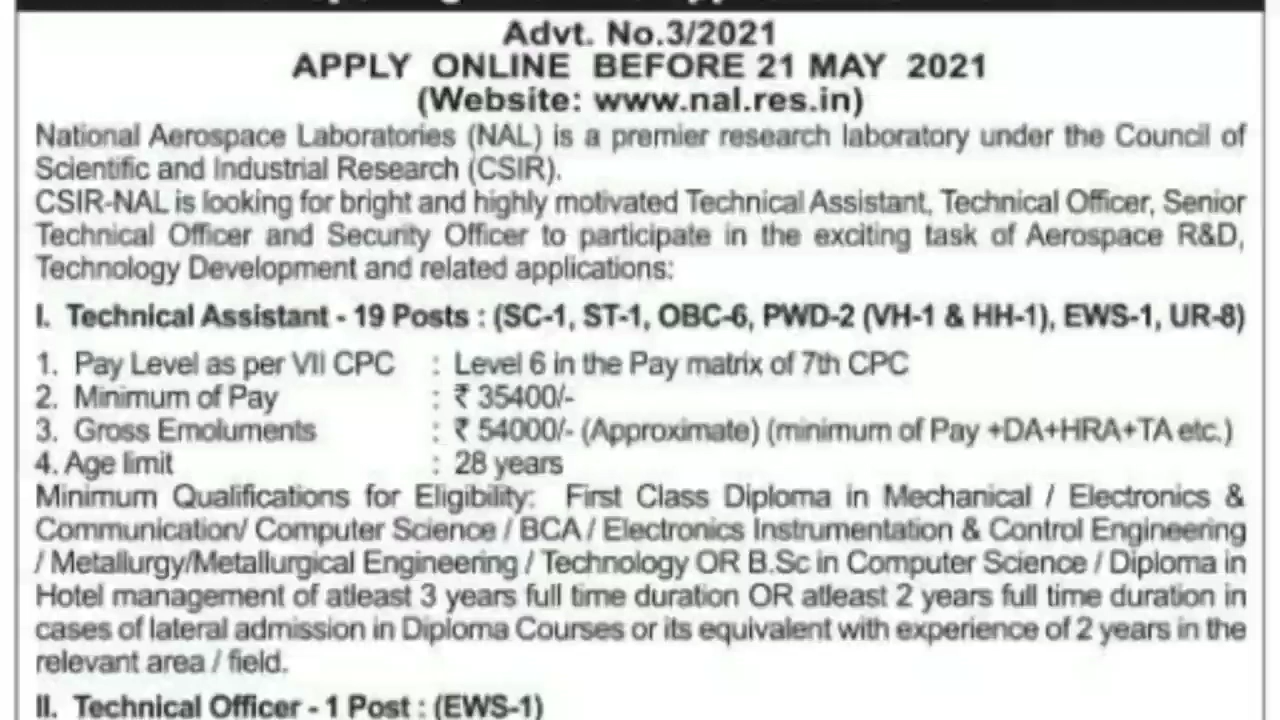 Advt. No.3/2021
APPLY ONLINE BEFORE 21 MAY 2021
(Website: www.nal.res.in)
National Aerospace Laboratories (NAL) is a premier research laboratory under the Council of
Scientific and Industrial Research (CSIR).
CSIR-NAL is looking for bright and highly motivated Technical Assistant, Technical Officer, Senior
Technical Officer and Security Officer to participate in the exciting task of Aerospace R&D,
Technology Development and related applications:
I. Technical Assistant - 19 Posts : (SC-1, ST-1, OBC-6, PWD-2 (VH-1 & HH-1), EWS-1, UR-8)
1. Pay Level as per VII CPC : Level 6 in the Pay matrix of 7th CPC
2. Minimum of Pay : ₹ 35400/-
3. Gross Emoluments : ₹ 54000/- (Approximate) (minimum of Pay +DA+HRA+TA etc.)
4. Age limit : 28 years
Minimum Qualifications for Eligibility: First Class Diploma in Mechanical / Electronics &
Communication/ Computer Science / BCA / Electronics Instrumentation & Control Engineering
/ Metallurgy/Metallurgical Engineering / Technology OR B.Sc in Computer Science / Diploma in
Hotel management of atleast 3 years full time duration OR atleast 2 years full time duration in
cases of lateral admission in Diploma Courses or its equivalent with experience of 2 years in the
relevant area / field.
II. Technical Officer - 1 Post : (EWS-1)